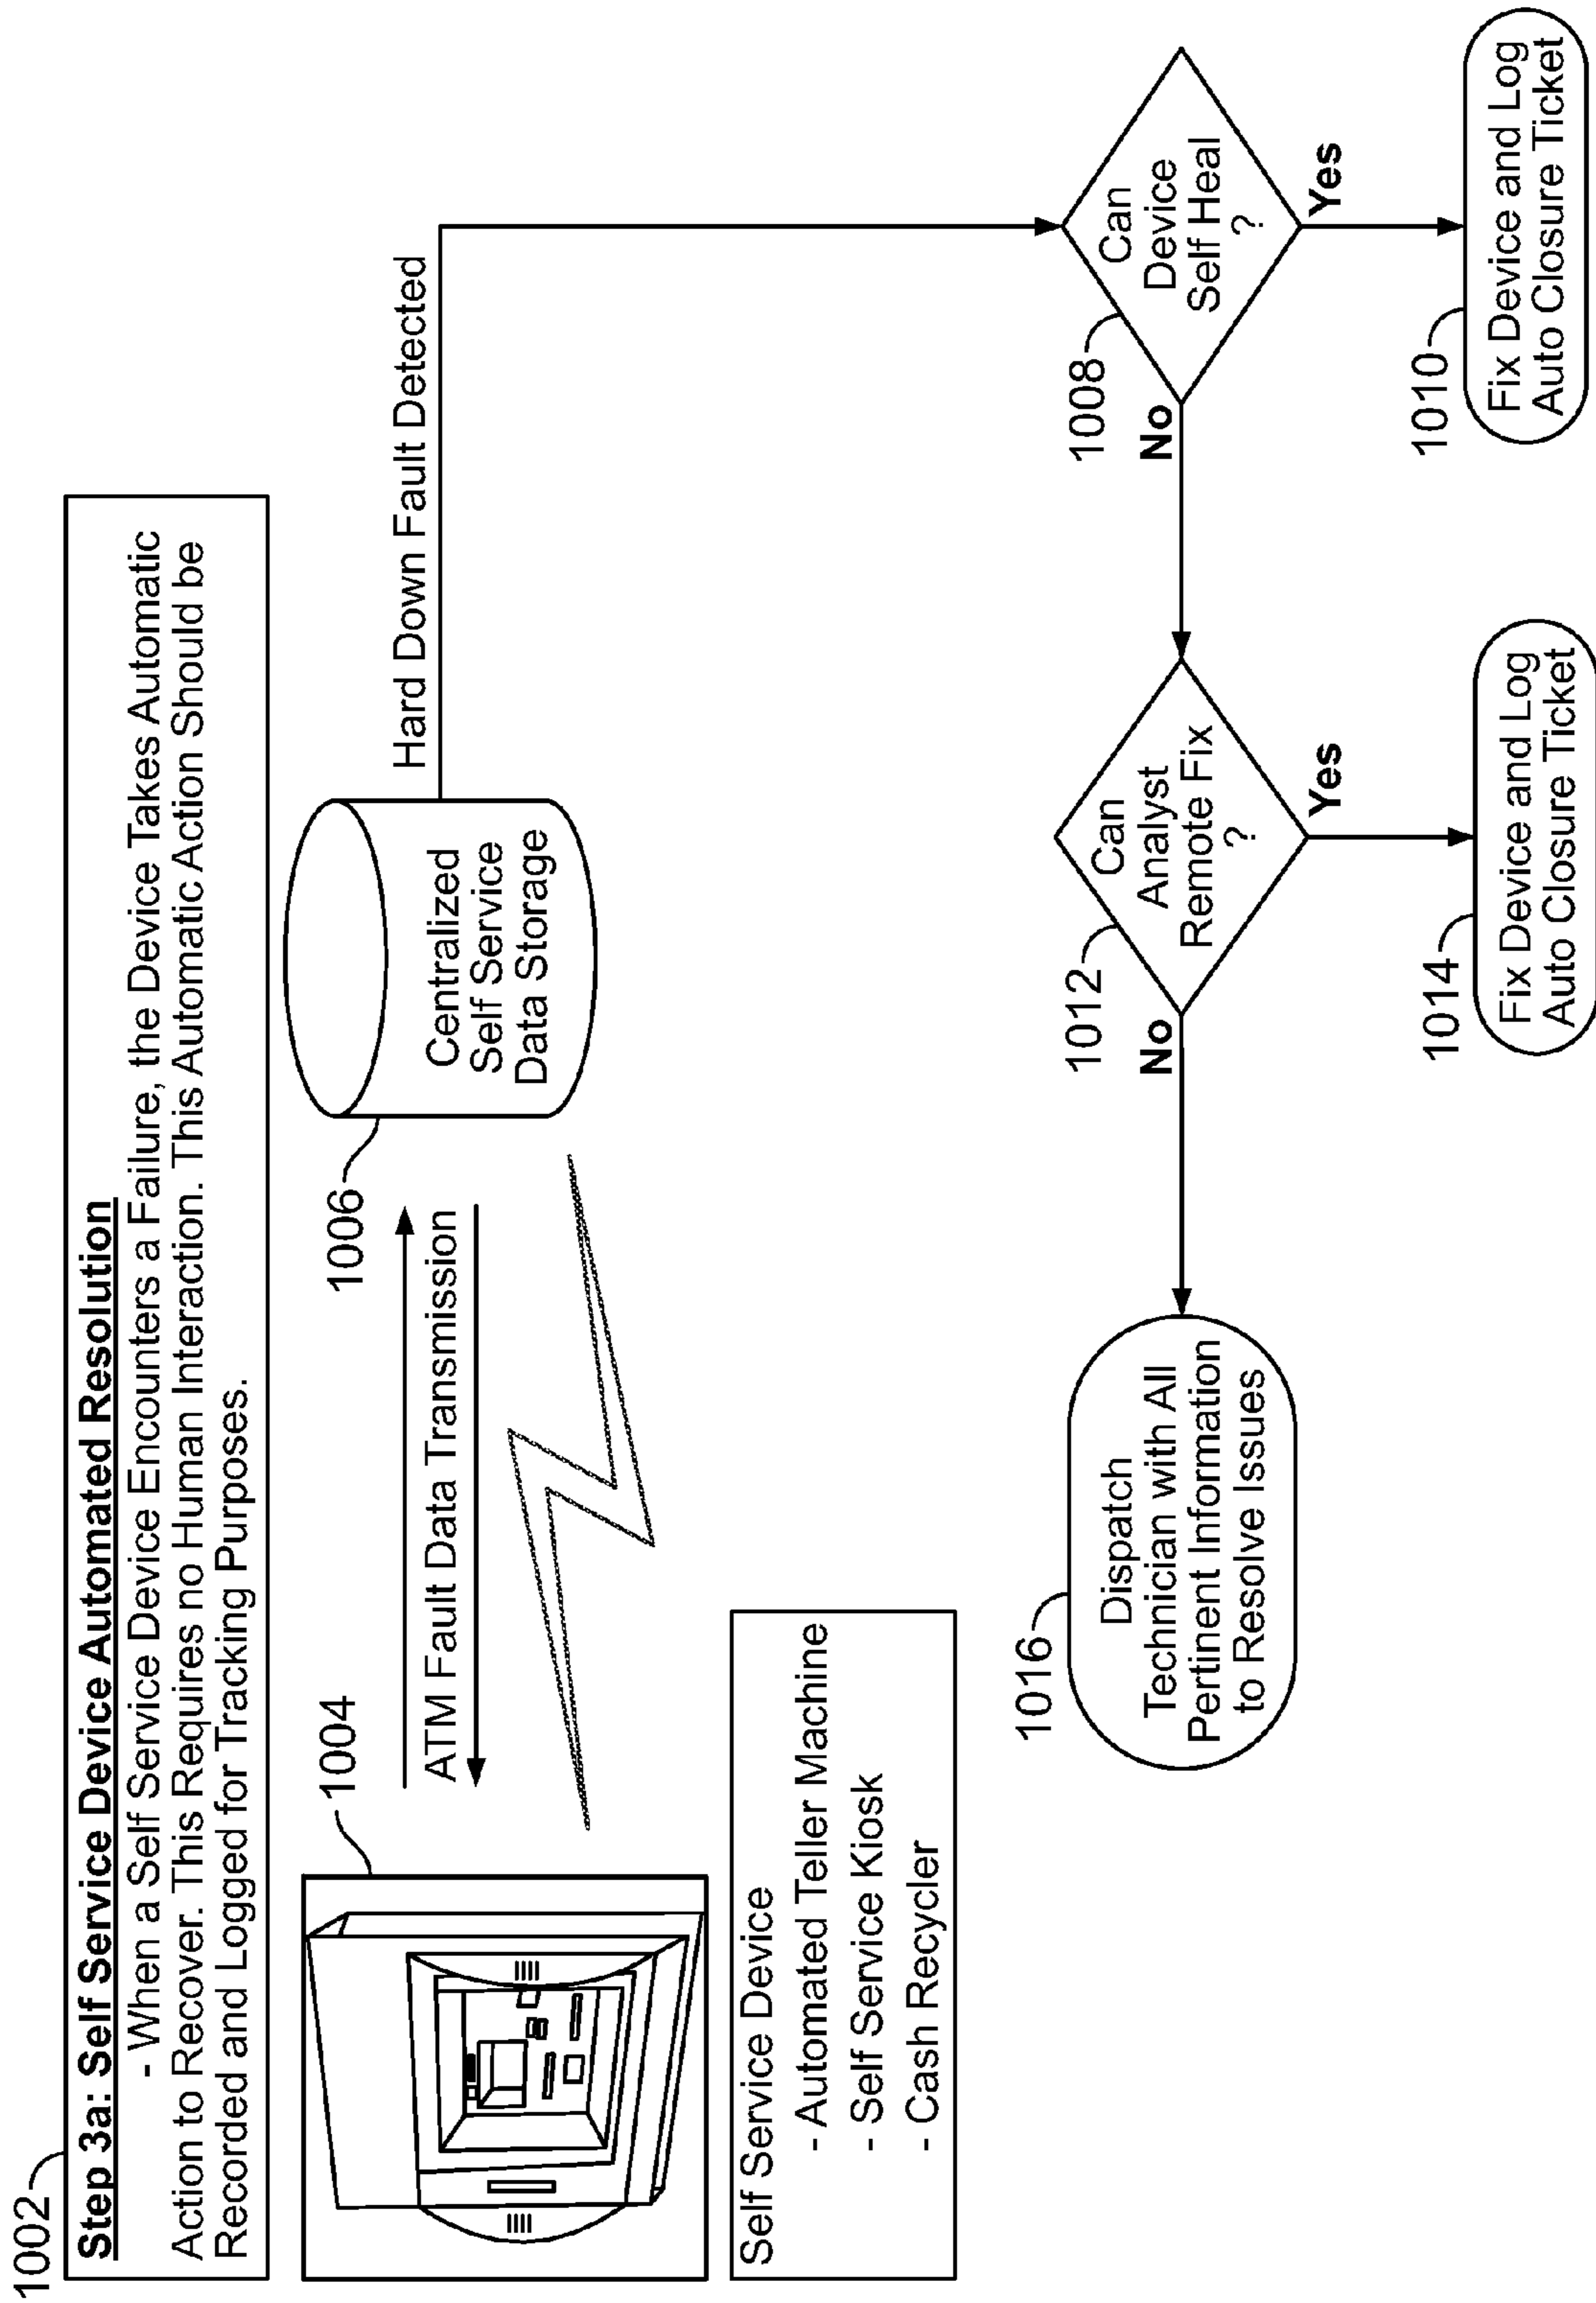 1002
Step 3a: Self Service Device Automated Resolution
- When a Self Service Device Encounters a Failure, the Device Takes Automatic
Action to Recover. This Requires no Human Interaction. This Automatic Action Should be
Recorded and Logged for Tracking Purposes.
1004
ATM Fault Data Transmission
1006
Centralized
Self Service
Data Storage
Hard Down Fault Detected
Self Service Device
- Automated Teller Machine
- Self Service Kiosk
- Cash Recycler
1008
Can
Device
Self Heal
?
Yes
No
1010
Fix Device and Log
Auto Closure Ticket
1012
Can
Analyst
Remote Fix
?
Yes
No
1014
Fix Device and Log
Auto Closure Ticket
1016
Dispatch
Technician with All
Pertinent Information
to Resolve Issues